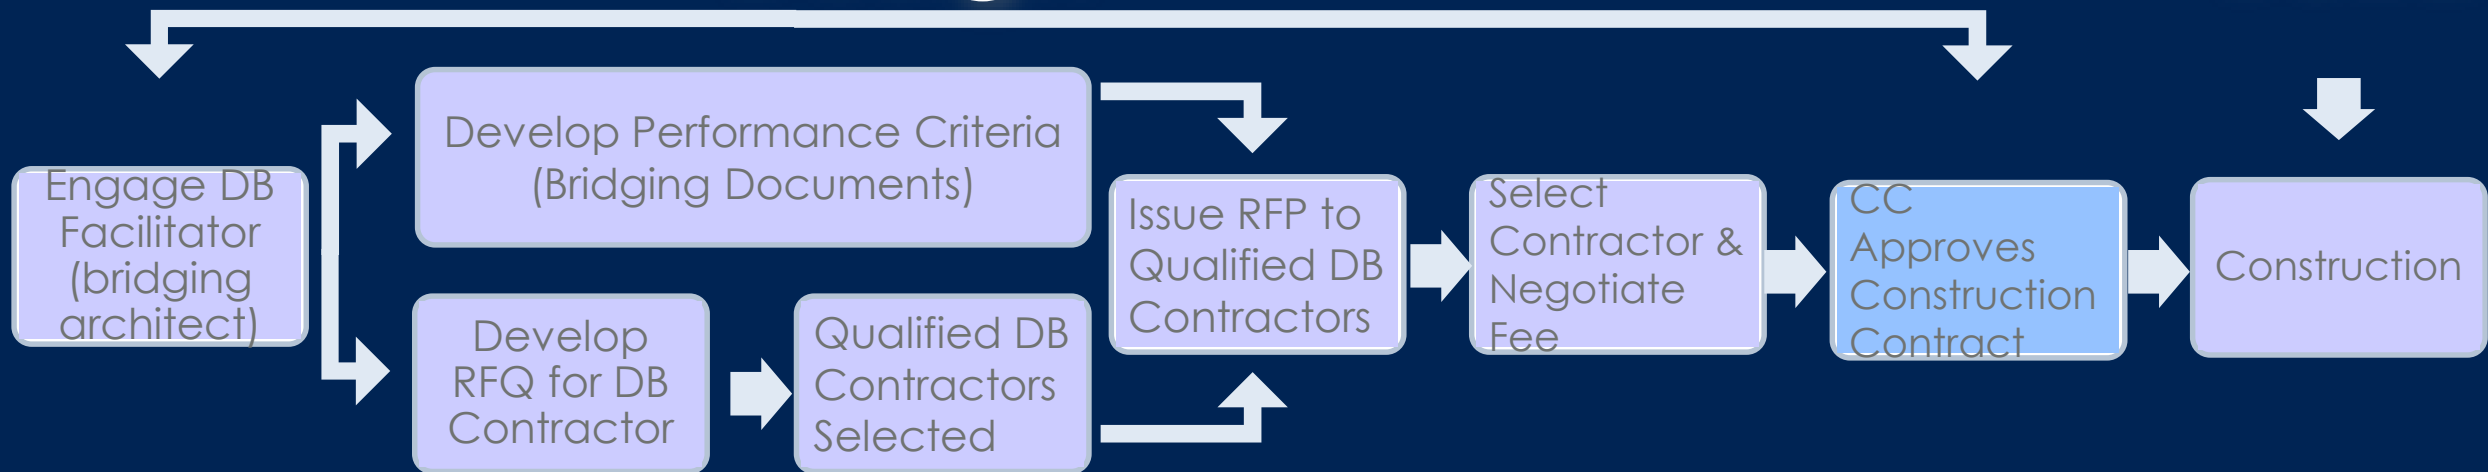 Engage DB
Facilitator
(bridging
architect)
Develop Performance Criteria
(Bridging Documents)
Develop
RFQ for DB
Contractor
Qualified DB
Contractors
Selected
Issue RFP to
Qualified DB
Contractors
Select
Contractor &
Negotiate
Fee
CC
Approves
Construction
Contract
Construction